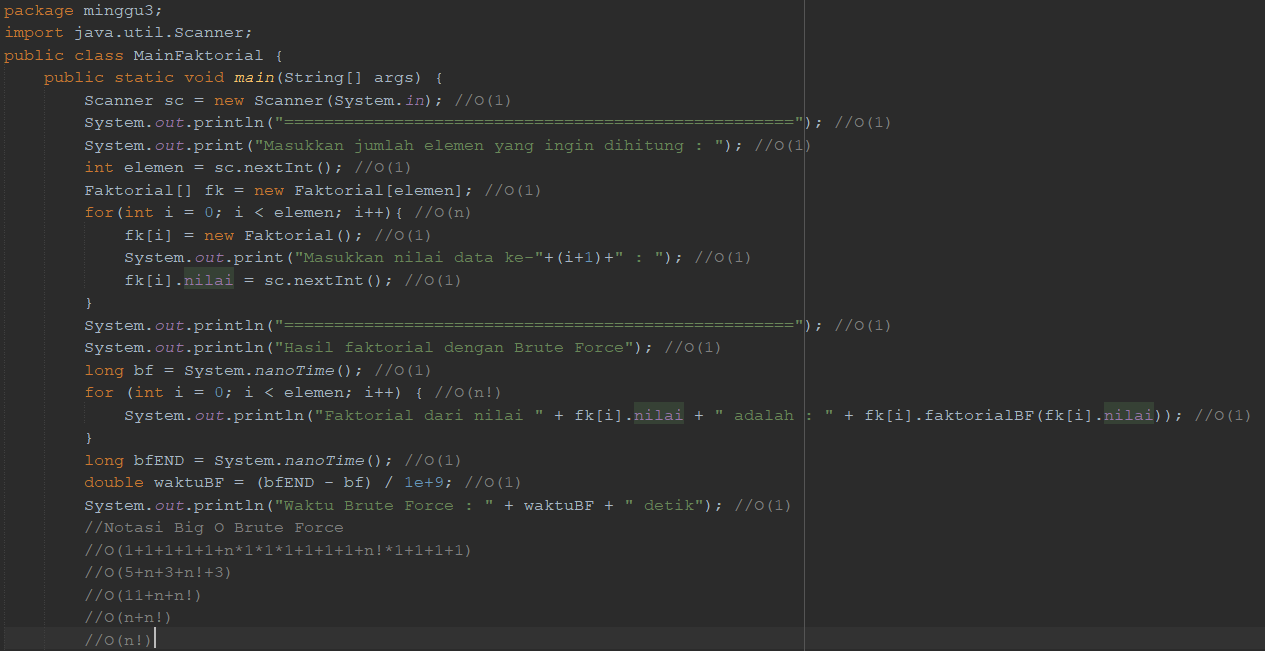 package minggu3;
import java.util.Scanner;
public class MainFaktorial {
    public static void main(String[] args) {
        Scanner sc = new Scanner(System.in); //O(1)
        System.out.println("==================================================="); //O(1)
        System.out.print("Masukkan jumlah elemen yang ingin dihitung : "); //O(1)
        int elemen = sc.nextInt(); //O(1)
        Faktorial[] fk = new Faktorial[elemen]; //O(1)
        for(int i = 0; i < elemen; i++){ //O(n)
            fk[i] = new Faktorial(); //O(1)
            System.out.print("Masukkan nilai data ke-"+(i+1)+" : "); //O(1)
            fk[i].nilai = sc.nextInt(); //O(1)
        }
        System.out.println("==================================================="); //O(1)
        System.out.println("Hasil faktorial dengan Brute Force"); //O(1)
        long bf = System.nanoTime(); //O(1)
        for (int i = 0; i < elemen; i++) { //O(n!)
            System.out.println("Faktorial dari nilai " + fk[i].nilai + " adalah : " + fk[i].faktorialBF(fk[i].nilai)); //O(1)
        }
        long bfEND = System.nanoTime(); //O(1)
        double waktuBF = (bfEND - bf) / 1e+9; //O(1)
        System.out.println("Waktu Brute Force : " + waktuBF + " detik"); //O(1)
        //Notasi Big O Brute Force
        //O(1+1+1+1+1+n*1*1*1+1+1+1+n!*1+1+1+1)
        //O(5+n+3+n!+3)
        //O(11+n+n!)
        //O(n+n!)
        //O(n!)